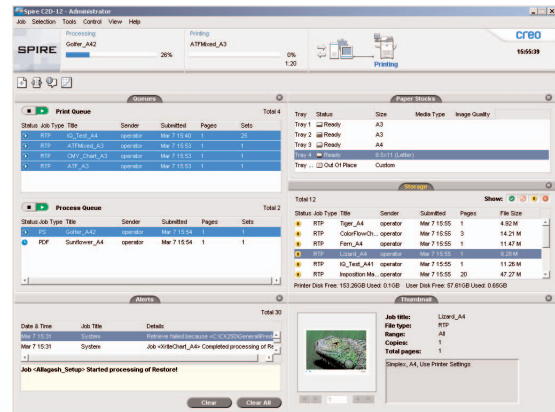 Spire C2D-12 - Administrator
Job Selection Tools Control View Help
SPIRE
Processing:
Golfer_A42
26%
Printing:
ATFMixed_A3
0%
1:20
Printing
creo
15:55:39
Queues
Print Queue Total 4
Status Job Type Title Sender Submitted Pages Sets
RTP IQ_Test_A4 operator Mar 7 15:40 1 25
RTP ATFMixed_A3 operator Mar 7 15:53 1 1
RTP CMY_Chart_A3 operator Mar 7 15:53 1 1
RTP ATF_A3 operator Mar 7 15:53 1 1
Process Queue Total 2
Status Job Type Title Sender Submitted Pages Sets
PS Golfer_A42 operator Mar 7 15:54 1 1
PDF Sunflower_A4 operator Mar 7 15:54 1 1
Paper Stocks
Tray Status Size Media Type Image Quality
Tray 1 Ready A3
Tray 2 Ready A3
Tray 3 Ready A4
Tray 4 Ready 8.5x11 (Letter)
Tray ... Out Of Place Custom
Storage
Total 12 Show:
Status Job Type Title Sender Submitted Pages File Size
RTP Tiger_A4 operator Mar 7 15:55 1 4.92 M
RTP ColorFlowCh... operator Mar 7 15:55 3 14.21 M
RTP Fern_A4 operator Mar 7 15:55 1 11.47 M
RTP Lizard_A4 operator Mar 7 15:55 1 9.28 M
RTP IQ_Test_A41 operator Mar 7 15:55 1 11.26 M
RTP Imposition Ma... operator Mar 7 15:55 20 47.27 M
Printer Disk Free: 153.26GB Used: 0.1GB User Disk Free: 57.61GB Used: 0.65GB
Alerts
Total 30
Date & Time Job Title Details
Mar 7 15:31 System Retrieve failed because
Mar 7 15:31 System Job <XriteChart_A4> Completed processing of Re
Job <Allagash_Setup> Started processing of Restore!
Clear Clear All
Thumbnail
Job title: Lizard_A4
File type: RTP
Range: All
Copies: 1
Total pages: 1
Simplex, A4, Use Printer Settings
1